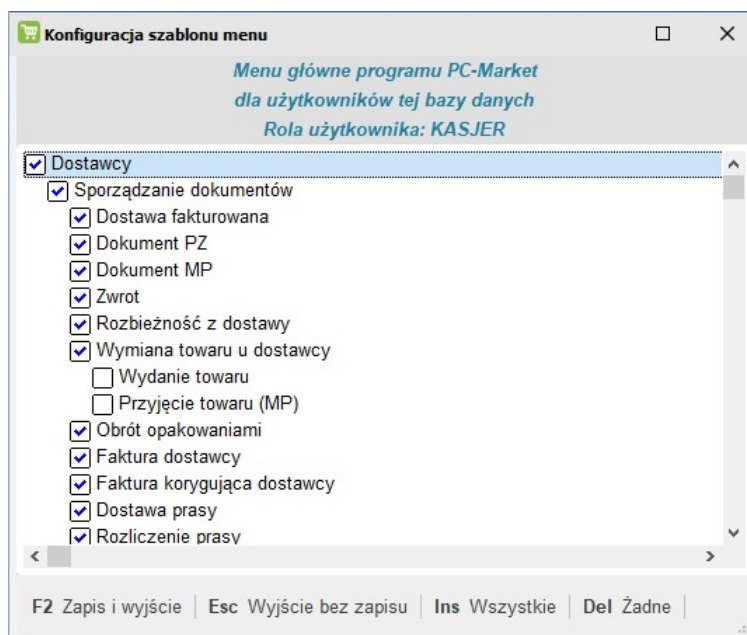 Konfiguracja szablonu menu
Menu główne programu PC-Market
dla użytkowników tej bazy danych
Rola użytkownika: KASJER
Dostawcy
Sporządzanie dokumentów
Dostawa fakturowana
Dokument PZ
Dokument MP
Zwrot
Rozbieżność z dostawy
Wymiana towaru u dostawcy
Wydanie towaru
Przyjęcie towaru (MP)
Obrót opakowaniami
Faktura dostawcy
Faktura korygująca dostawcy
Dostawa prasy
Rozliczenie prasy
F2 Zapis i wyjście | Esc Wyjście bez zapisu | Ins Wszystkie | Del Żadne |